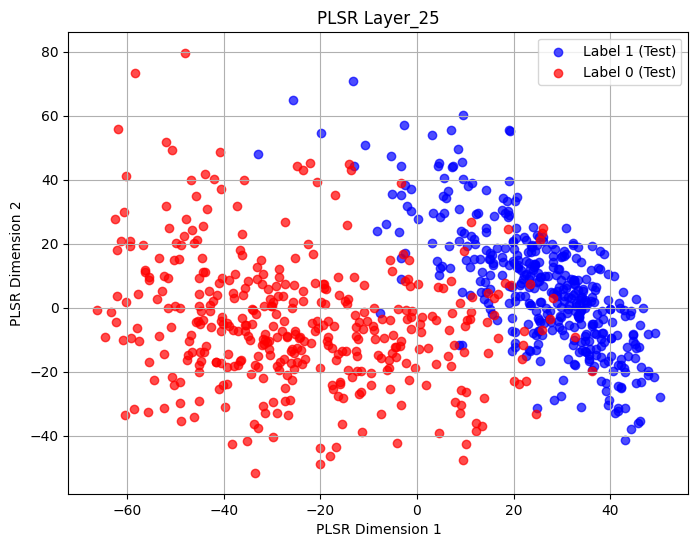 PLSR Layer_25
Label 1 (Test)
Label 0 (Test)
80
60
40
20
0
−20
−40
PLSR Dimension 2
−60
−40
−20
0
20
40
PLSR Dimension 1